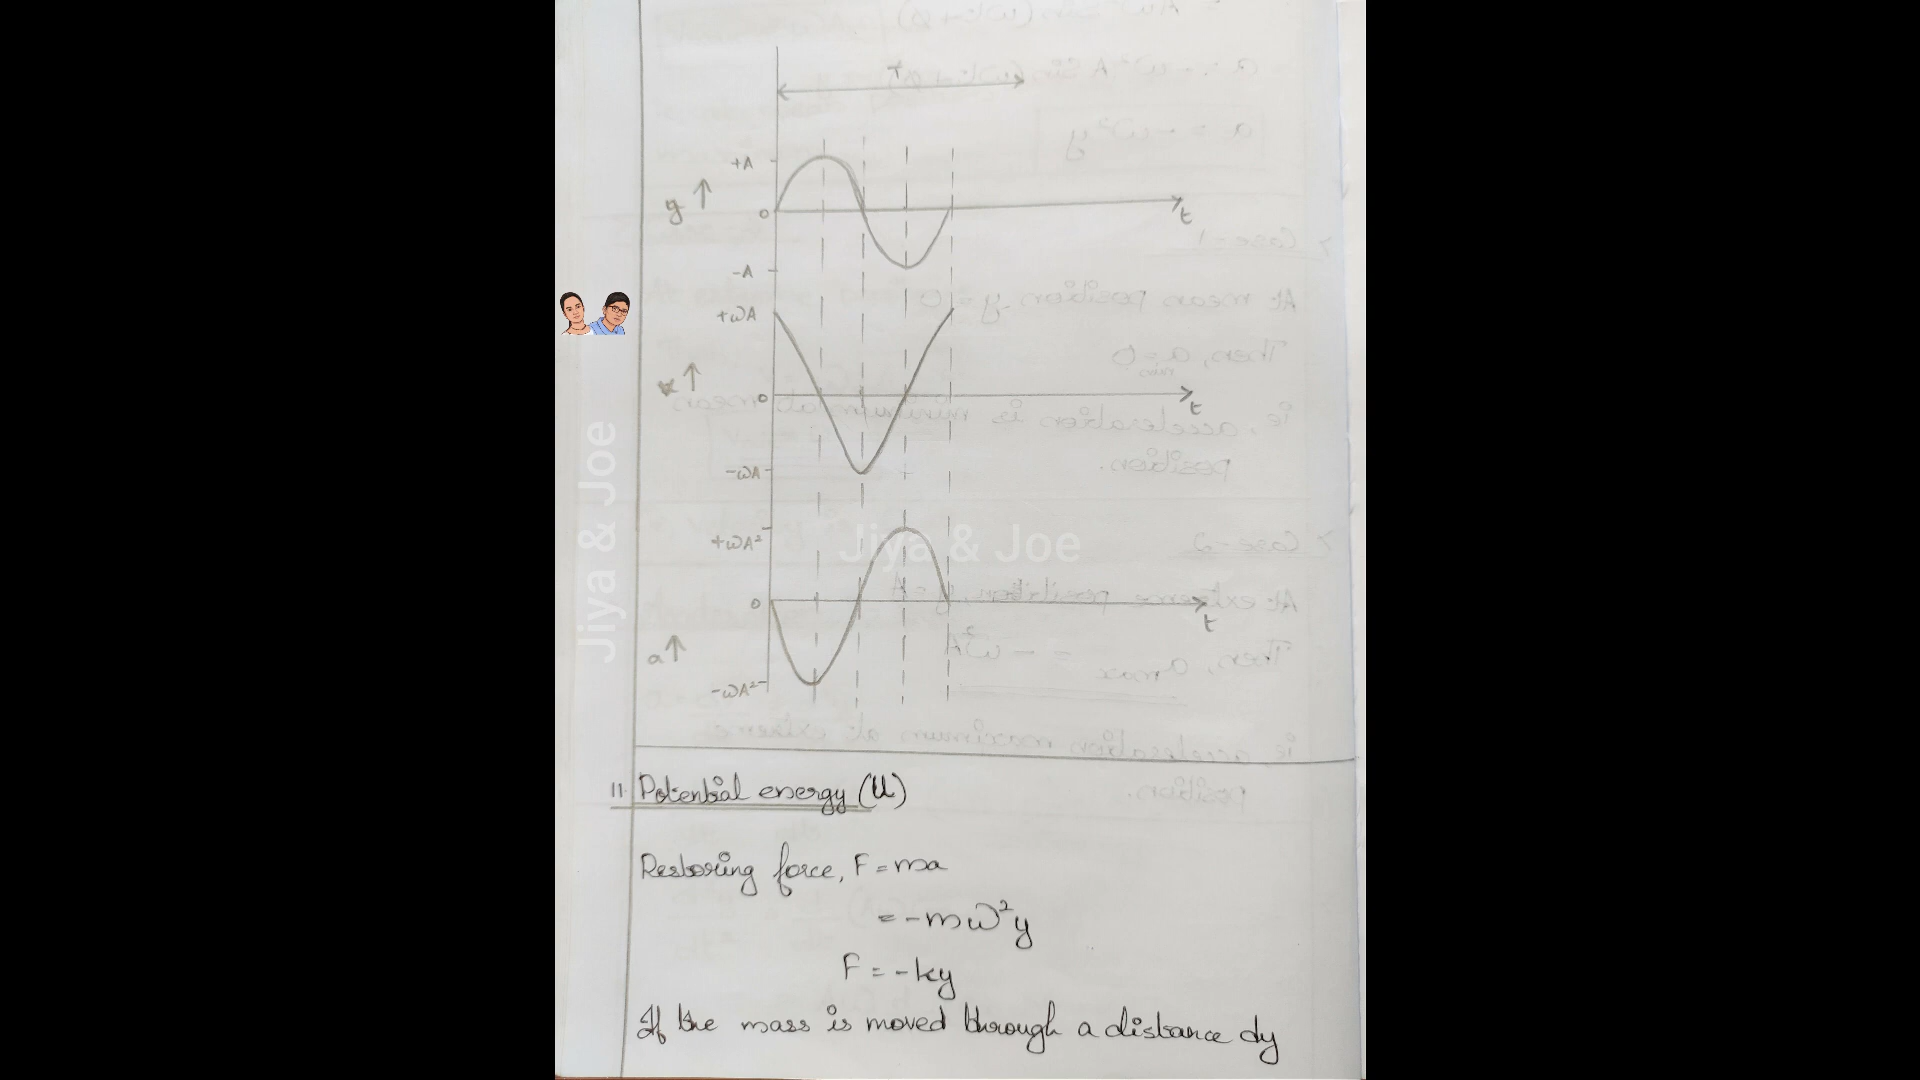 T
+A
y ↑
0
t
-A
+ωA
v ↑
0
t
-ωA
+ωA²
0
t
a ↑
-ωA²
Jiya & Joe
Jiya & Joe
11. Potential energy (U)
Restoring force, F = ma
= -mω²y
F = -ky
If the mass is moved through a distance dy